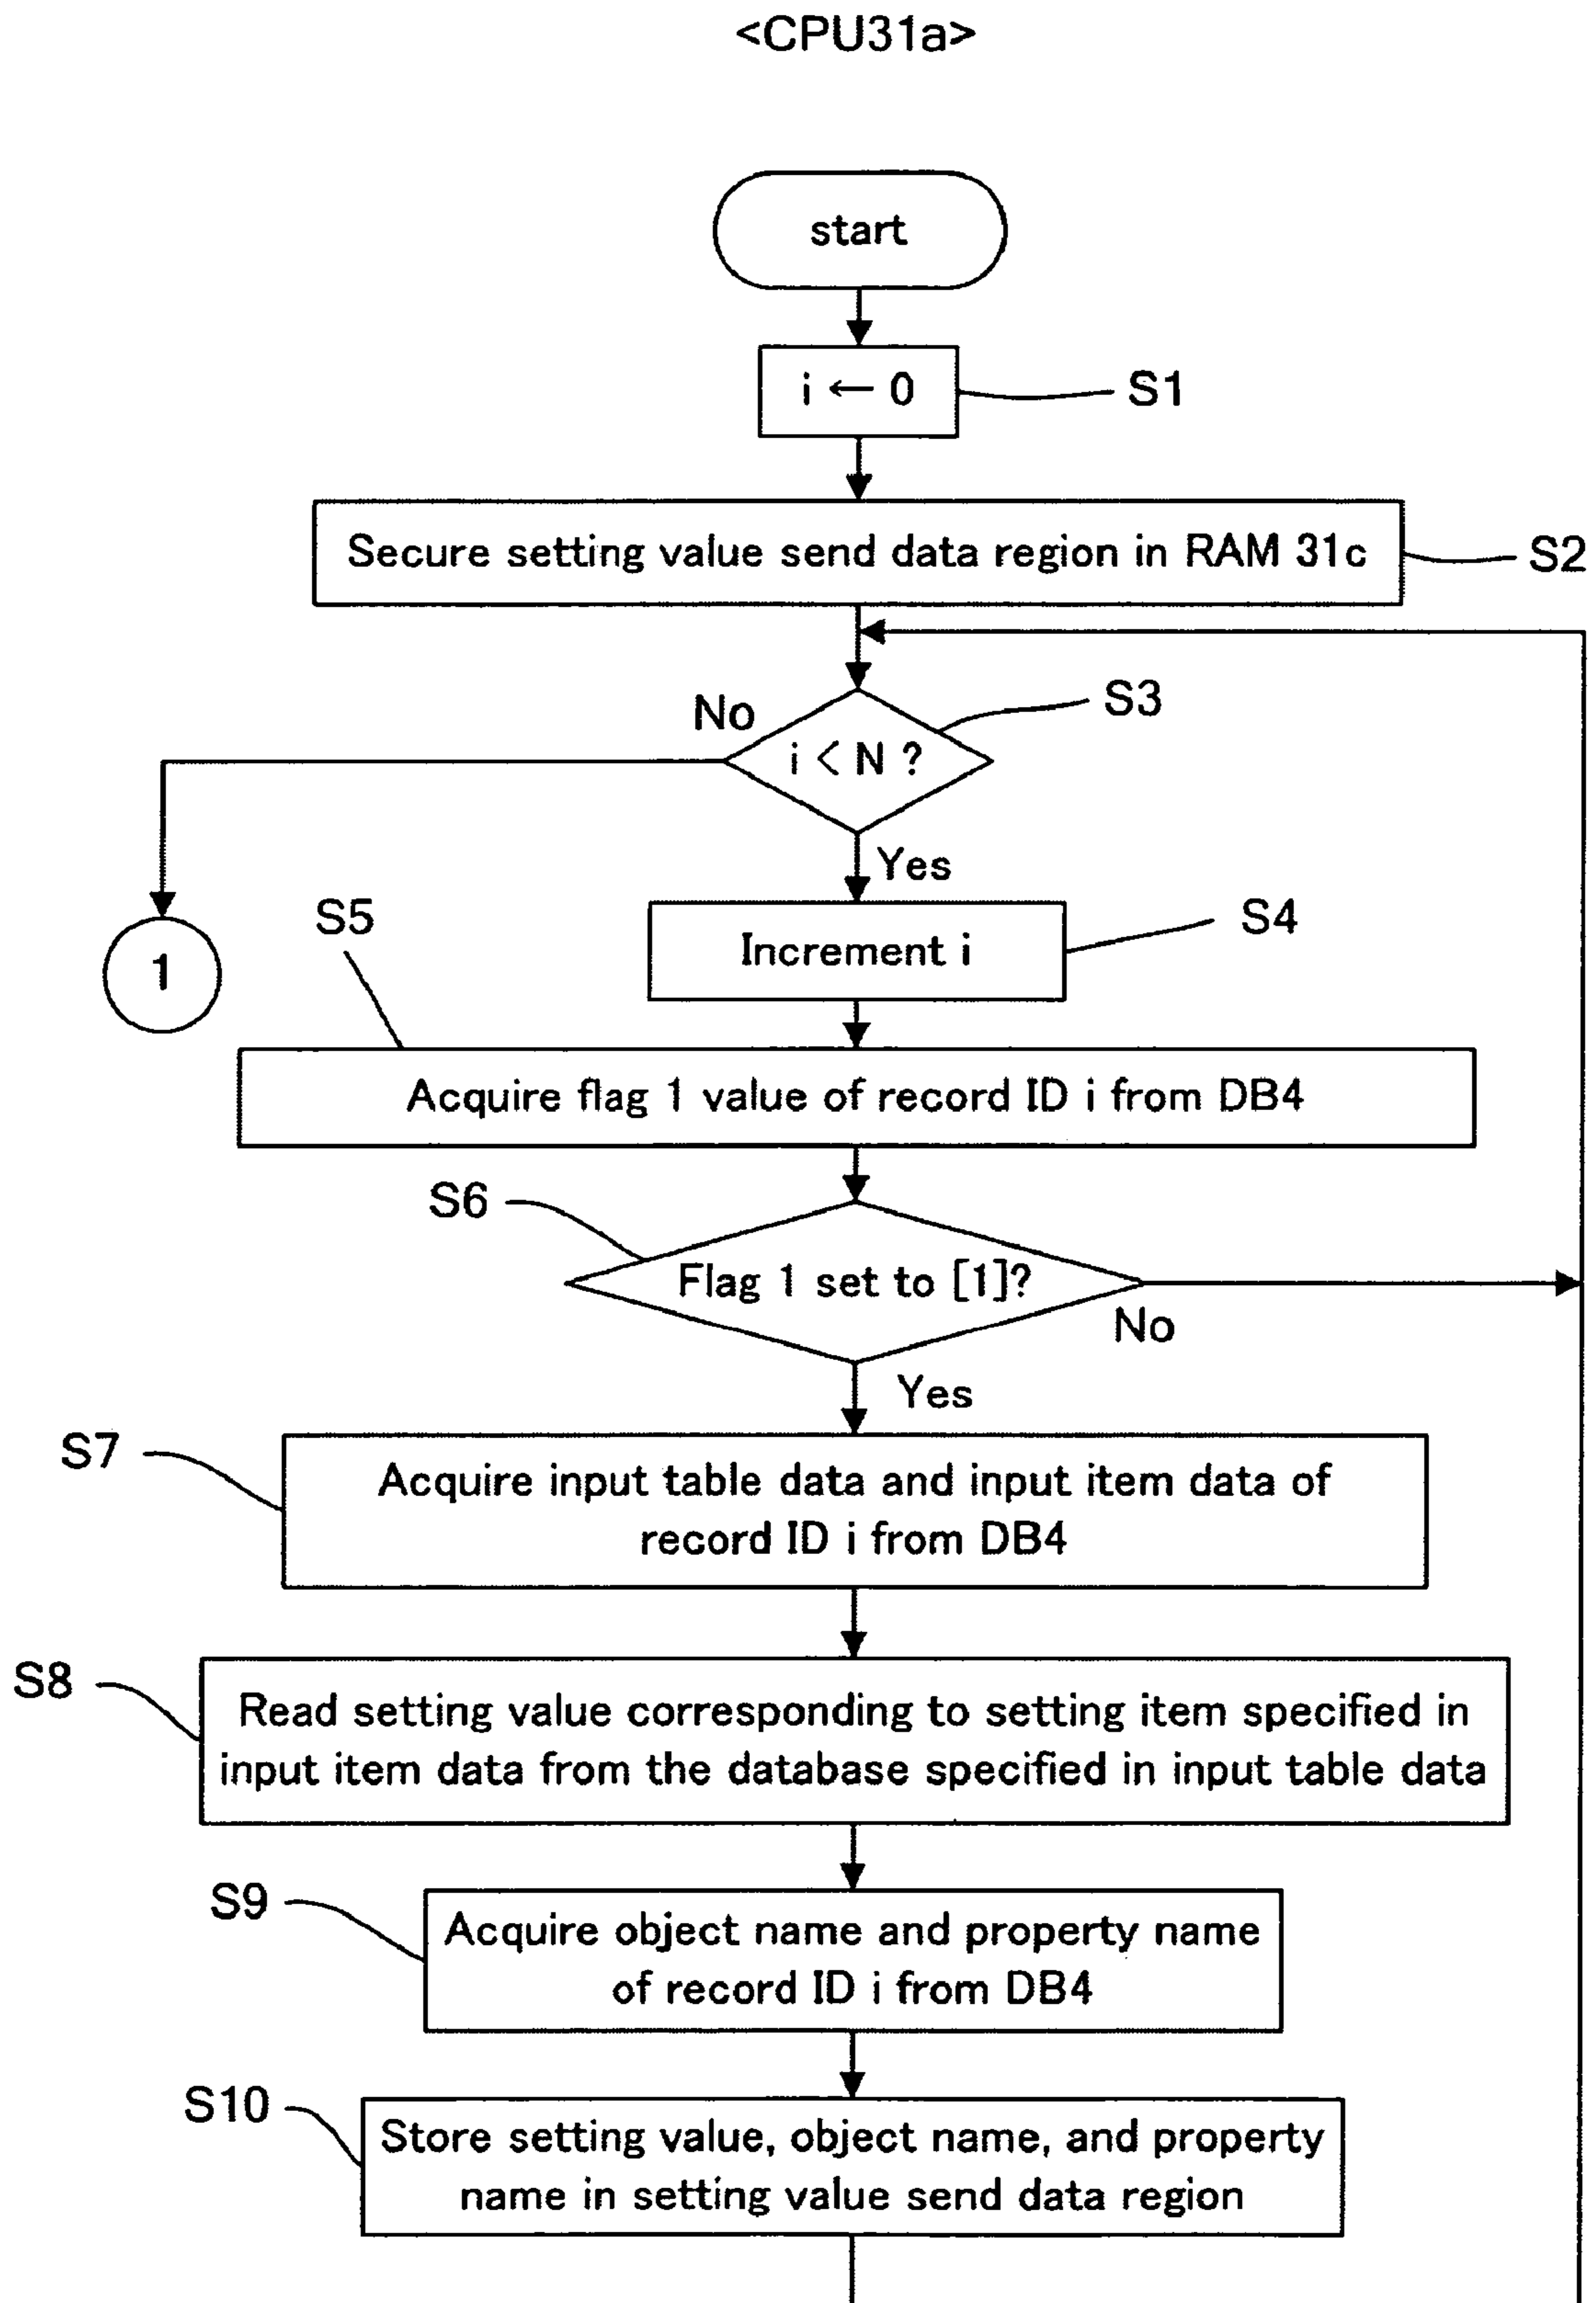 <CPU31a>
start
i ← 0
S1
Secure setting value send data region in RAM 31c
S2
No
S3
i < N ?
Yes
S5
S4
Increment i
1
Acquire flag 1 value of record ID i from DB4
S6
Flag 1 set to [1]?
No
Yes
S7
Acquire input table data and input item data of
record ID i from DB4
S8
Read setting value corresponding to setting item specified in
input item data from the database specified in input table data
S9
Acquire object name and property name
of record ID i from DB4
S10
Store setting value, object name, and property
name in setting value send data region